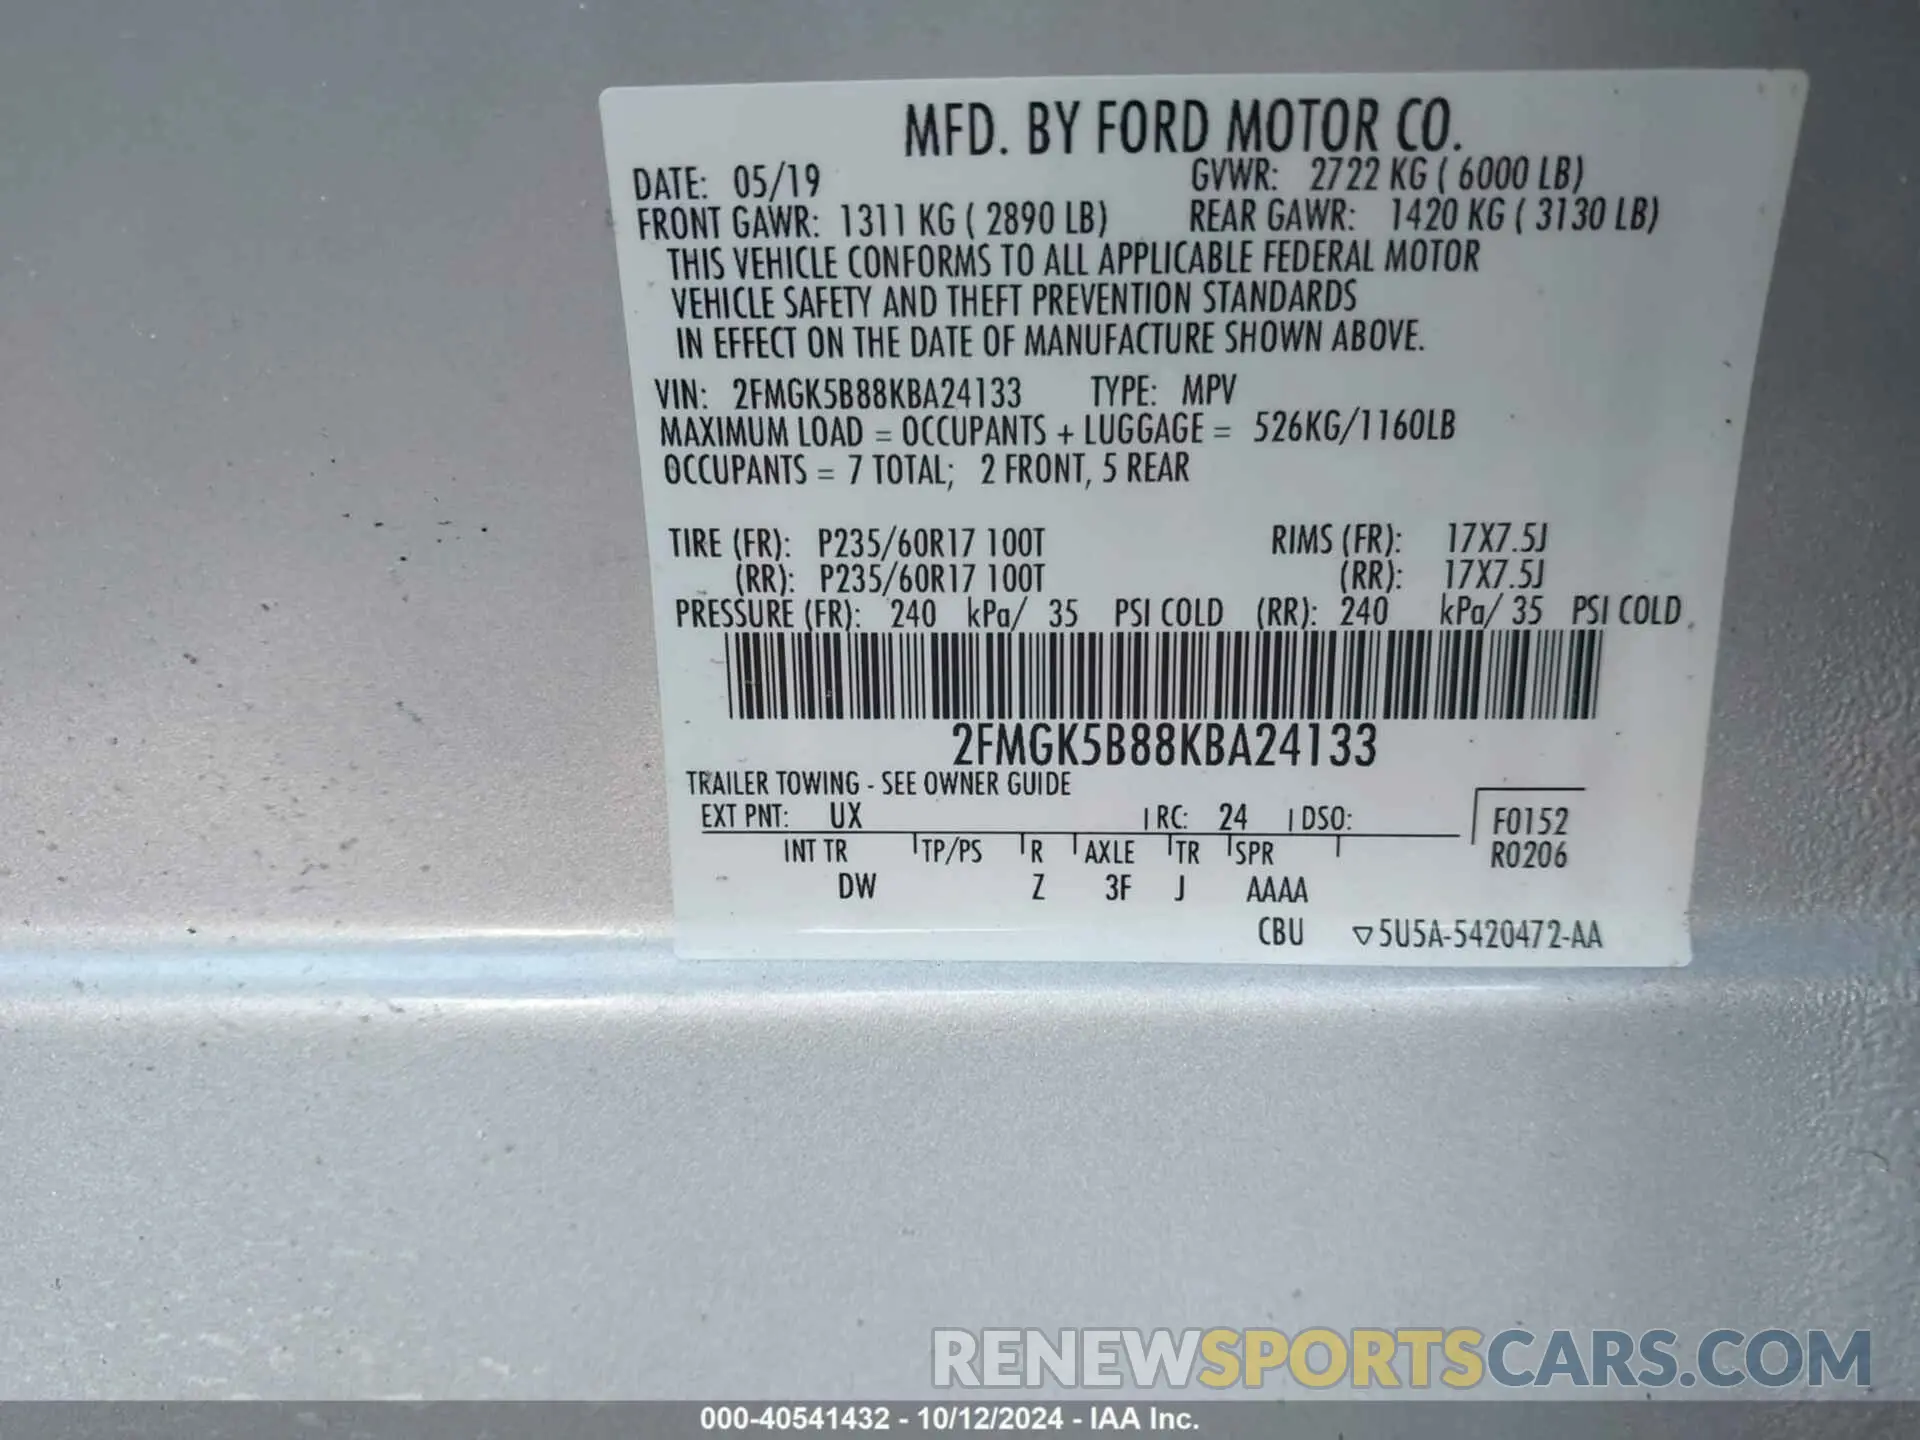 MFD. BY FORD MOTOR CO.
DATE: 05/19 GVWR: 2722 KG ( 6000 LB)
FRONT GAWR: 1311 KG ( 2890 LB) REAR GAWR: 1420 KG ( 3130 LB)
THIS VEHICLE CONFORMS TO ALL APPLICABLE FEDERAL MOTOR
VEHICLE SAFETY AND THEFT PREVENTION STANDARDS
IN EFFECT ON THE DATE OF MANUFACTURE SHOWN ABOVE.
VIN: 2FMGK5B88KBA24133 TYPE: MPV
MAXIMUM LOAD = OCCUPANTS + LUGGAGE = 526KG/1160LB
OCCUPANTS = 7 TOTAL; 2 FRONT, 5 REAR
TIRE (FR): P235/60R17 100T RIMS (FR): 17X7.5J
(RR): P235/60R17 100T (RR): 17X7.5J
PRESSURE (FR): 240 kPa/ 35 PSI COLD (RR): 240 kPa/ 35 PSI COLD
2FMGK5B88KBA24133
TRAILER TOWING - SEE OWNER GUIDE
EXT PNT: UX RC: 24 DSO: F0152
INT TR TP/PS R AXLE TR SPR R0206
DW Z 3F J AAAA
CBU ▽5U5A-5420472-AA
RENEWSPORTSCARS.COM
000-40541432 - 10/12/2024 - IAA Inc.